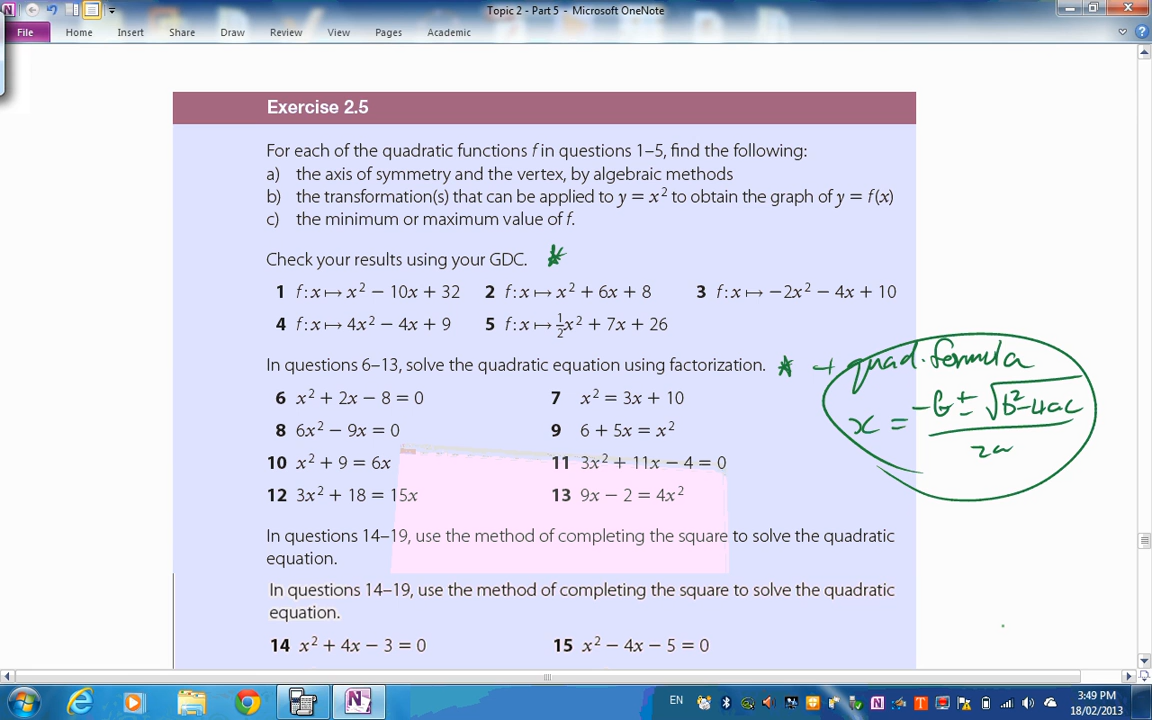 Topic 2 - Part 5 - Microsoft OneNote
File Home Insert Share Draw Review View Pages Academic
Exercise 2.5
For each of the quadratic functions f in questions 1–5, find the following:
a) the axis of symmetry and the vertex, by algebraic methods
b) the transformation(s) that can be applied to y = x² to obtain the graph of y = f(x)
c) the minimum or maximum value of f.
Check your results using your GDC. *
1 f : x ↦ x² − 10x + 32 2 f : x ↦ x² + 6x + 8 3 f : x ↦ −2x² − 4x + 10
4 f : x ↦ 4x² − 4x + 9 5 f : x ↦ ½x² + 7x + 26
In questions 6–13, solve the quadratic equation using factorization. * + quad. formula
x = (-b ± √(b²-4ac)) / 2a
6 x² + 2x − 8 = 0 7 x² = 3x + 10
8 6x² − 9x = 0 9 6 + 5x = x²
10 x² + 9 = 6x 11 3x² + 11x − 4 = 0
12 3x² + 18 = 15x 13 9x − 2 = 4x²
In questions 14–19, use the method of completing the square to solve the quadratic
equation.
In questions 14–19, use the method of completing the square to solve the quadratic
equation.
14 x² + 4x − 3 = 0 15 x² − 4x − 5 = 0
EN 3:49 PM
18/02/2013